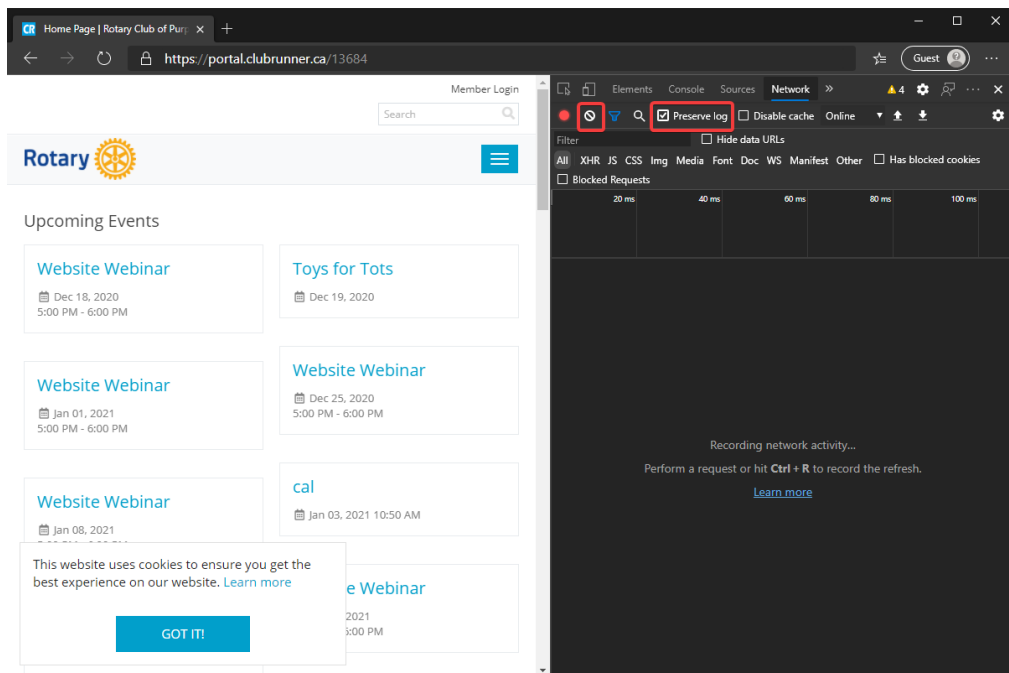 CR Home Page | Rotary Club of Purp
https://portal.clubrunner.ca/13684
Guest
Member Login
Search
Rotary
Upcoming Events
Website Webinar
Dec 18, 2020
5:00 PM - 6:00 PM
Toys for Tots
Dec 19, 2020
Website Webinar
Jan 01, 2021
5:00 PM - 6:00 PM
Website Webinar
Dec 25, 2020
5:00 PM - 6:00 PM
Website Webinar
Jan 08, 2021
cal
Jan 03, 2021 10:50 AM
e Webinar
2021
:00 PM
This website uses cookies to ensure you get the
best experience on our website. Learn more
GOT IT!
Elements Console Sources Network » 4
Preserve log Disable cache Online
Filter Hide data URLs
All XHR JS CSS Img Media Font Doc WS Manifest Other Has blocked cookies
Blocked Requests
20 ms 40 ms 60 ms 80 ms 100 ms
Recording network activity...
Perform a request or hit Ctrl + R to record the refresh.
Learn more